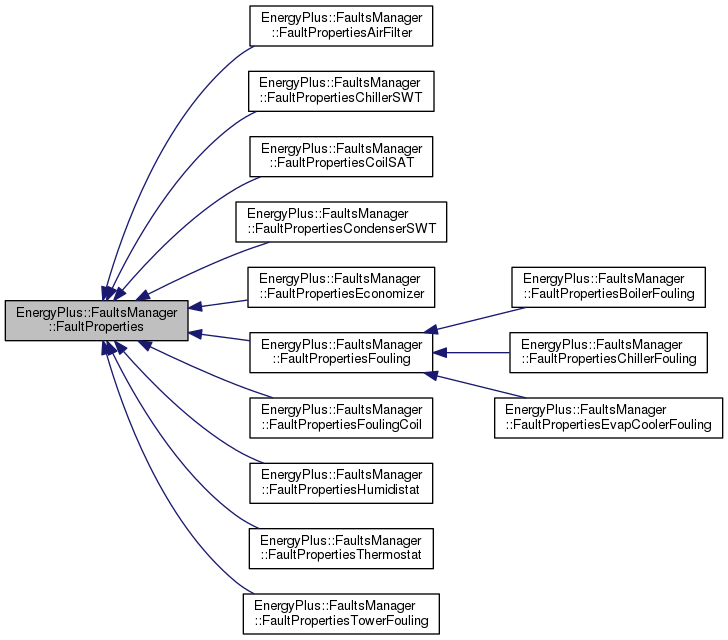 EnergyPlus::FaultsManager
::FaultPropertiesAirFilter
EnergyPlus::FaultsManager
::FaultPropertiesChillerSWT
EnergyPlus::FaultsManager
::FaultPropertiesCoilSAT
EnergyPlus::FaultsManager
::FaultPropertiesCondenserSWT
EnergyPlus::FaultsManager
::FaultPropertiesEconomizer
EnergyPlus::FaultsManager
::FaultPropertiesBoilerFouling
EnergyPlus::FaultsManager
::FaultProperties
EnergyPlus::FaultsManager
::FaultPropertiesFouling
EnergyPlus::FaultsManager
::FaultPropertiesChillerFouling
EnergyPlus::FaultsManager
::FaultPropertiesFoulingCoil
EnergyPlus::FaultsManager
::FaultPropertiesEvapCoolerFouling
EnergyPlus::FaultsManager
::FaultPropertiesHumidistat
EnergyPlus::FaultsManager
::FaultPropertiesThermostat
EnergyPlus::FaultsManager
::FaultPropertiesTowerFouling